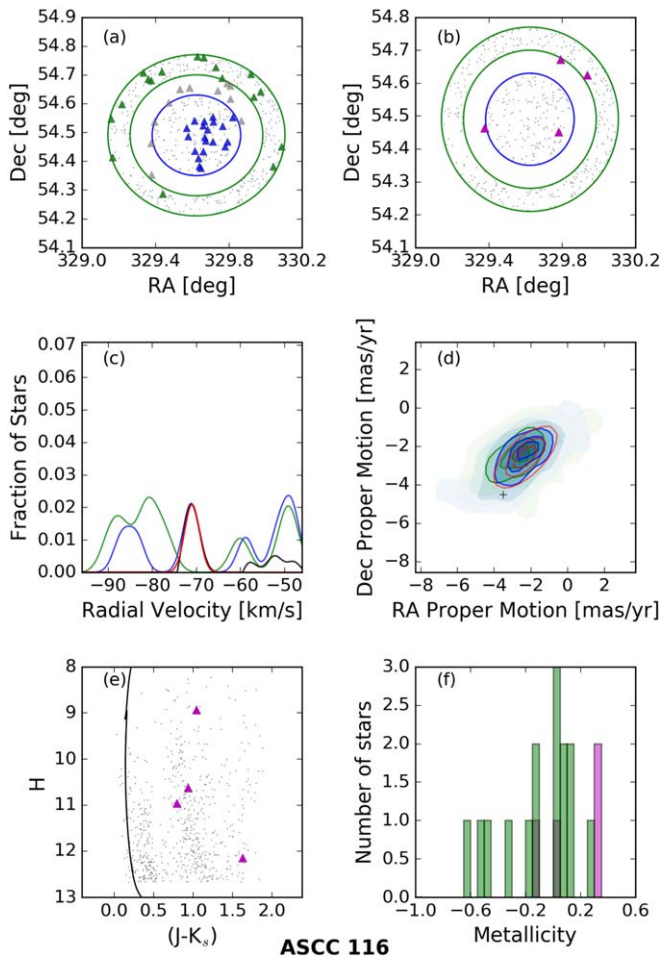 (a)
54.9
54.8
54.7
54.6
54.5
54.4
54.3
54.2
54.1
Dec [deg]
329.0 329.4 329.8 330.2
RA [deg]
(b)
54.8
54.7
54.6
54.5
54.4
54.3
54.2
54.1
Dec [deg]
329.0 329.4 329.8 330.2
RA [deg]
(c)
0.07
0.06
0.05
0.04
0.03
0.02
0.01
0.00
Fraction of Stars
−90 −80 −70 −60 −50
Radial Velocity [km/s]
(d)
2
0
−2
−4
−6
−8
Dec Proper Motion [mas/yr]
−8 −6 −4 −2 0 2
RA Proper Motion [mas/yr]
(e)
8
9
10
11
12
13
H
0.0 0.5 1.0 1.5 2.0
(J-Ks)
(f)
3.0
2.5
2.0
1.5
1.0
0.5
0.0
Number of stars
−1.0 −0.6 −0.2 0.2 0.6
Metallicity
ASCC 116